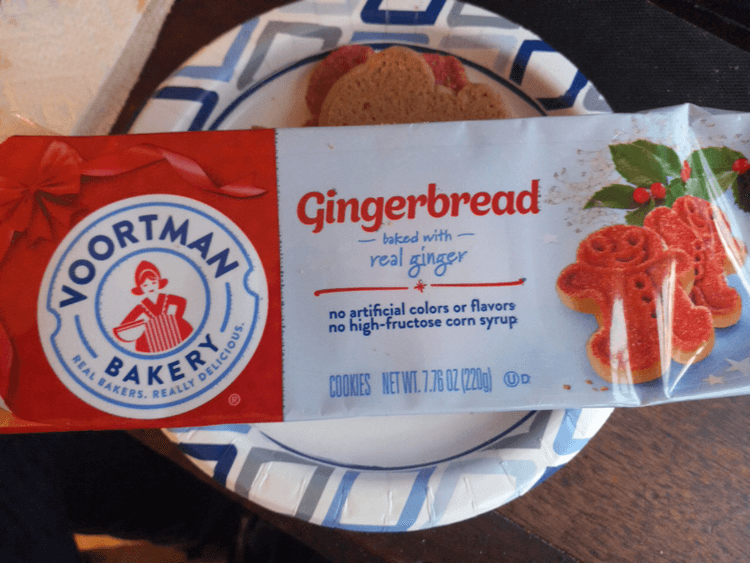 VOORTMAN
BAKERY
REAL BAKERS. REALLY DELICIOUS.
®
Gingerbread
baked with
real ginger
no artificial colors or flavors
no high-fructose corn syrup
COOKIES NET WT. 7.76 OZ (220g) Ⓤ D